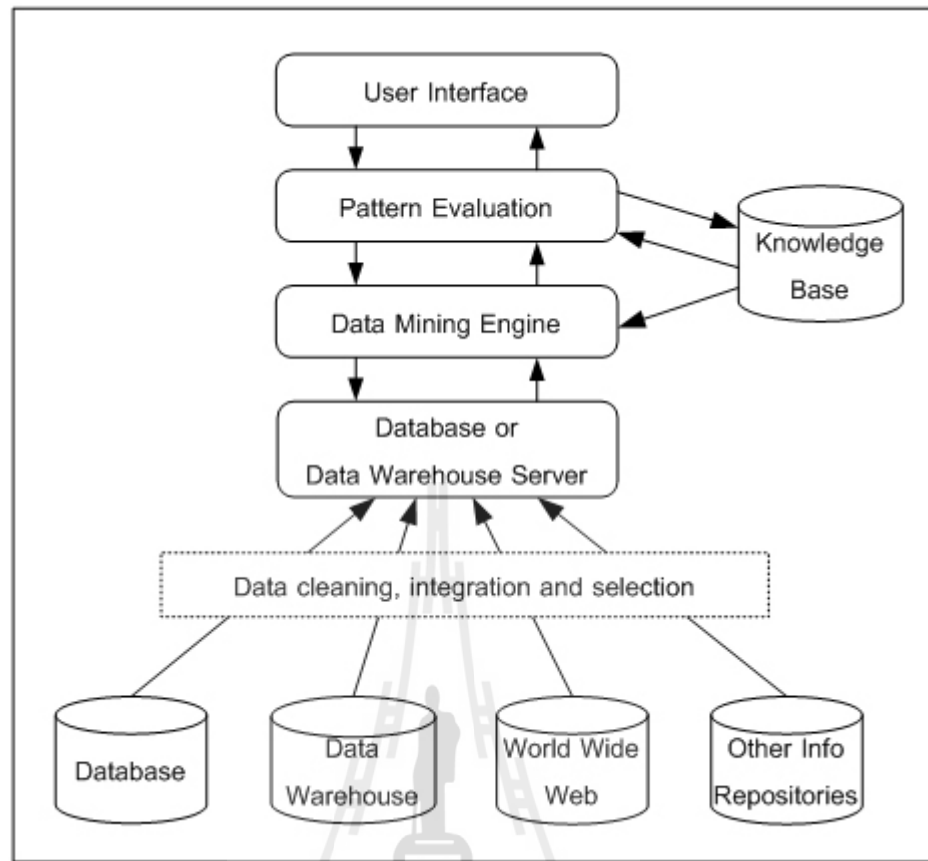 User Interface
Pattern Evaluation
Knowledge
Base
Data Mining Engine
Database or
Data Warehouse Server
Data cleaning, integration and selection
Database
Data
Warehouse
World Wide
Web
Other Info
Repositories